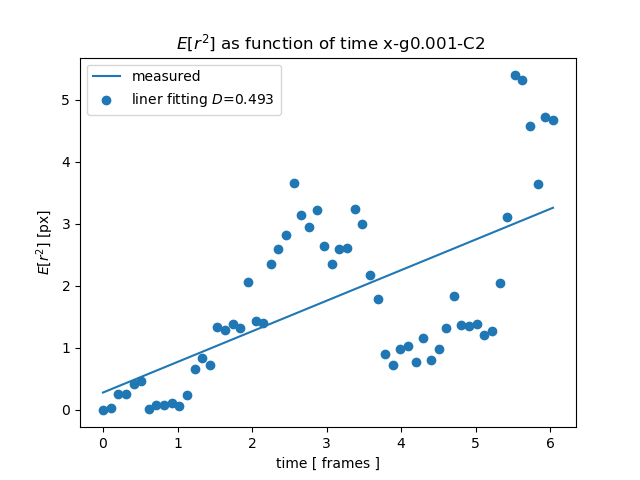 E[r²] as function of time x-g0.001-C2
measured
liner fitting D=0.493
E[r²] [px]
5
4
3
2
1
0
0 1 2 3 4 5 6
time [ frames ]